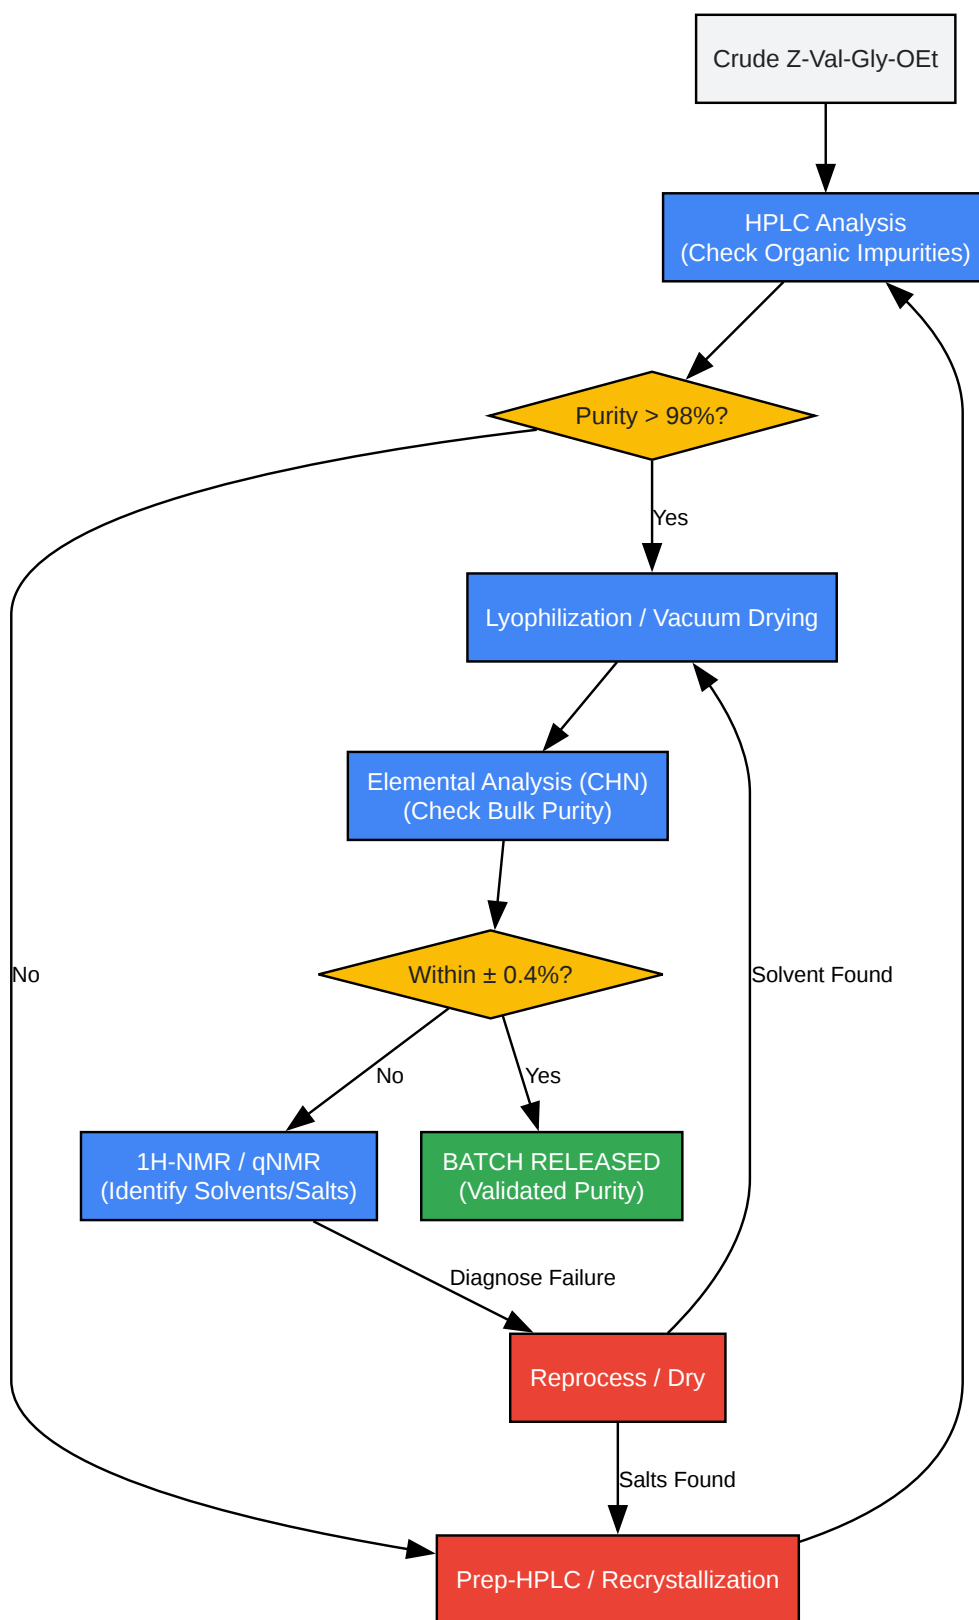 Crude Z-Val-Gly-OEt
HPLC Analysis
(Check Organic Impurities)
Purity > 98%?
Yes
Lyophilization / Vacuum Drying
Elemental Analysis (CHN)
(Check Bulk Purity)
No
Within ± 0.4%?
Solvent Found
No
Yes
1H-NMR / qNMR
(Identify Solvents/Salts)
BATCH RELEASED
(Validated Purity)
Diagnose Failure
Reprocess / Dry
Salts Found
Prep-HPLC / Recrystallization